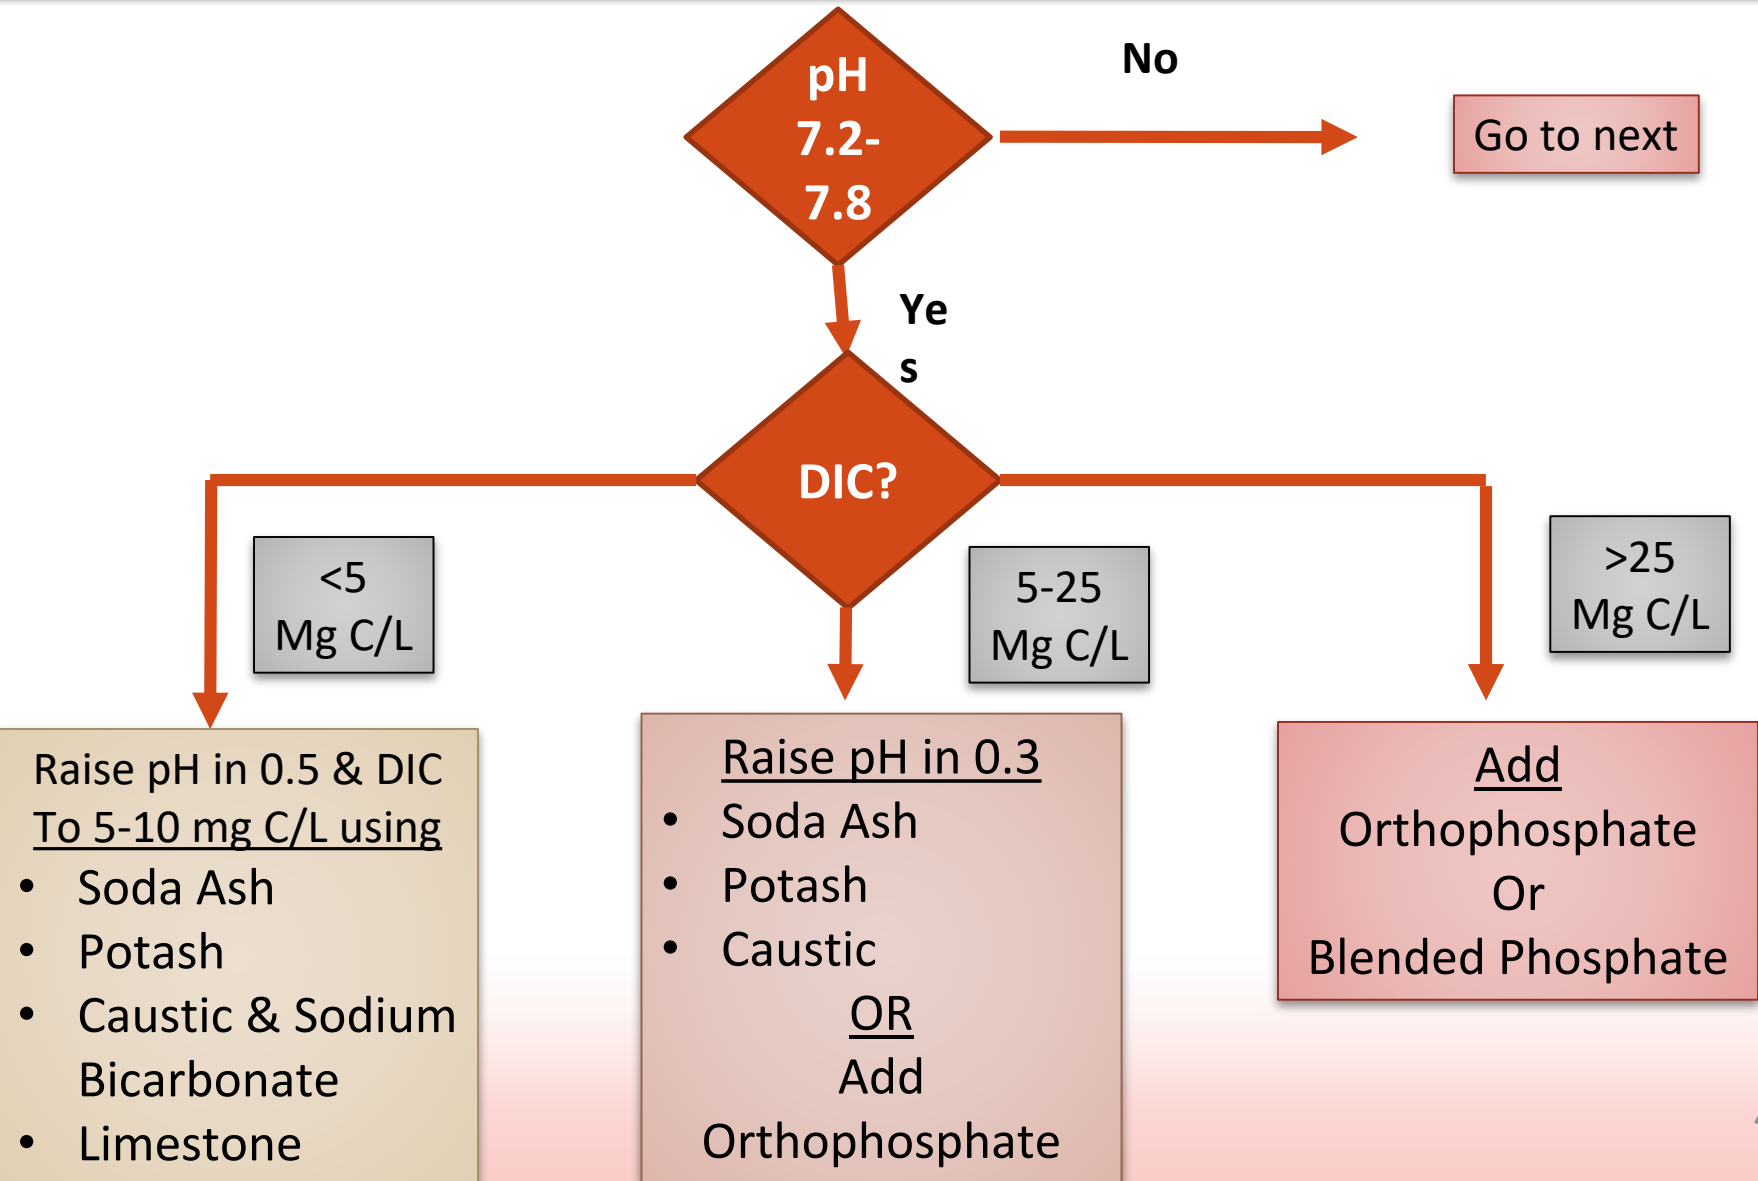 pH
7.2-
7.8
No
Go to next
Ye
s
DIC?
<5
Mg C/L
5-25
Mg C/L
>25
Mg C/L
Raise pH in 0.5 & DIC
To 5-10 mg C/L using
• Soda Ash
• Potash
• Caustic & Sodium
Bicarbonate
• Limestone
Raise pH in 0.3
• Soda Ash
• Potash
• Caustic
OR
Add
Orthophosphate
Add
Orthophosphate
Or
Blended Phosphate